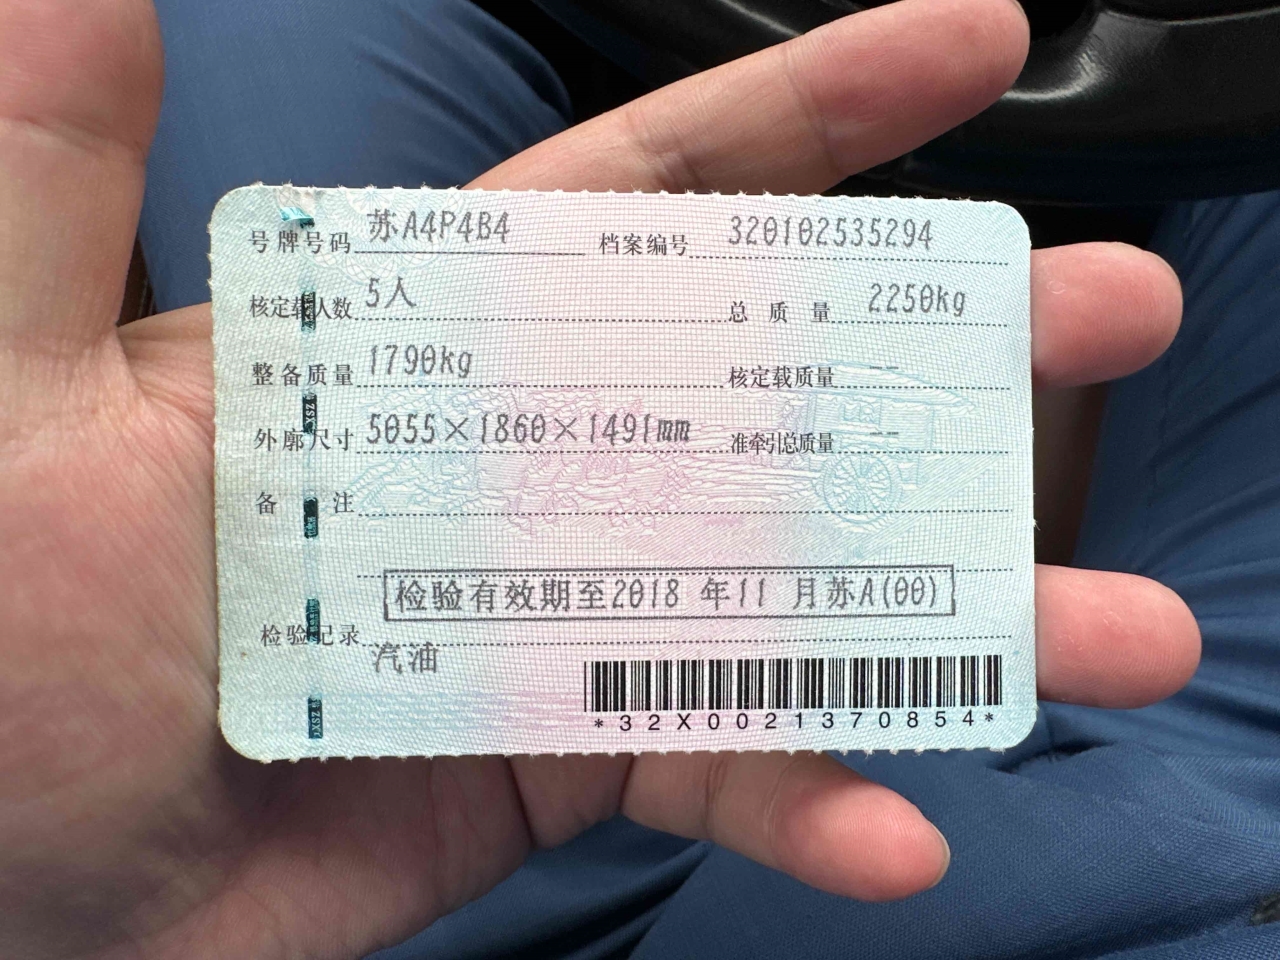 号牌号码 苏A4P4B4 档案编号 320102535294
核定载人数 5人 总质量 2250kg
整备质量 1790kg 核定载质量 --
外廓尺寸 5055×1860×1491mm 准牵引总质量 --
备注
检验有效期至2018 年11 月苏A(00)
检验记录
汽油
*32X0021370854*